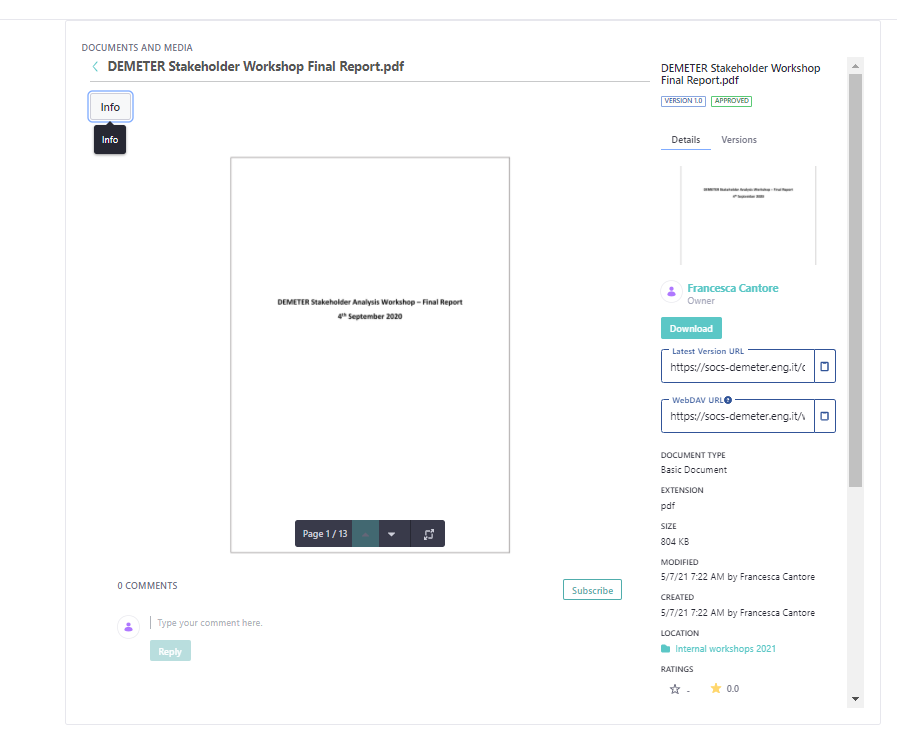 DOCUMENTS AND MEDIA
DEMETER Stakeholder Workshop Final Report.pdf
Info
Info
DEMETER Stakeholder Analysis Workshop – Final Report
4th September 2020
Page 1 / 13
0 COMMENTS
Subscribe
Type your comment here.
Reply
DEMETER Stakeholder Workshop
Final Report.pdf
VERSION 1.0 APPROVED
Details Versions
DEMETER Stakeholder Analysis Workshop – Final Report
4th September 2020
Francesca Cantore
Owner
Download
Latest Version URL
https://socs-demeter.eng.it/
WebDAV URL
https://socs-demeter.eng.it/
DOCUMENT TYPE
Basic Document
EXTENSION
pdf
SIZE
804 KB
MODIFIED
5/7/21 7:22 AM by Francesca Cantore
CREATED
5/7/21 7:22 AM by Francesca Cantore
LOCATION
Internal workshops 2021
RATINGS
- 0.0